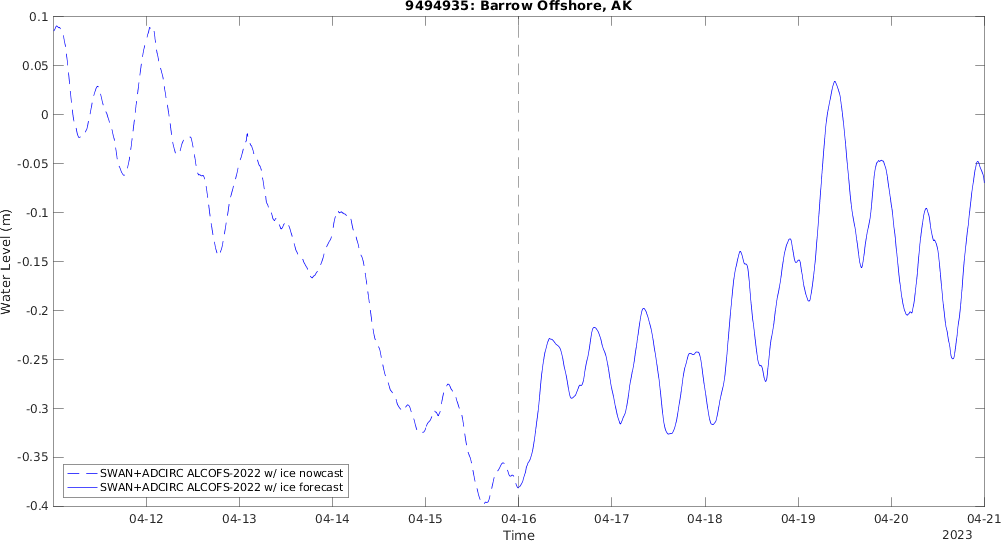 9494935: Barrow Offshore, AK
0.1
0.05
0
-0.05
-0.1
-0.15
-0.2
-0.25
-0.3
-0.35
-0.4
Water Level (m)
SWAN+ADCIRC ALCOFS-2022 w/ ice nowcast
SWAN+ADCIRC ALCOFS-2022 w/ ice forecast
04-12 04-13 04-14 04-15 04-16 04-17 04-18 04-19 04-20 04-21
Time
2023